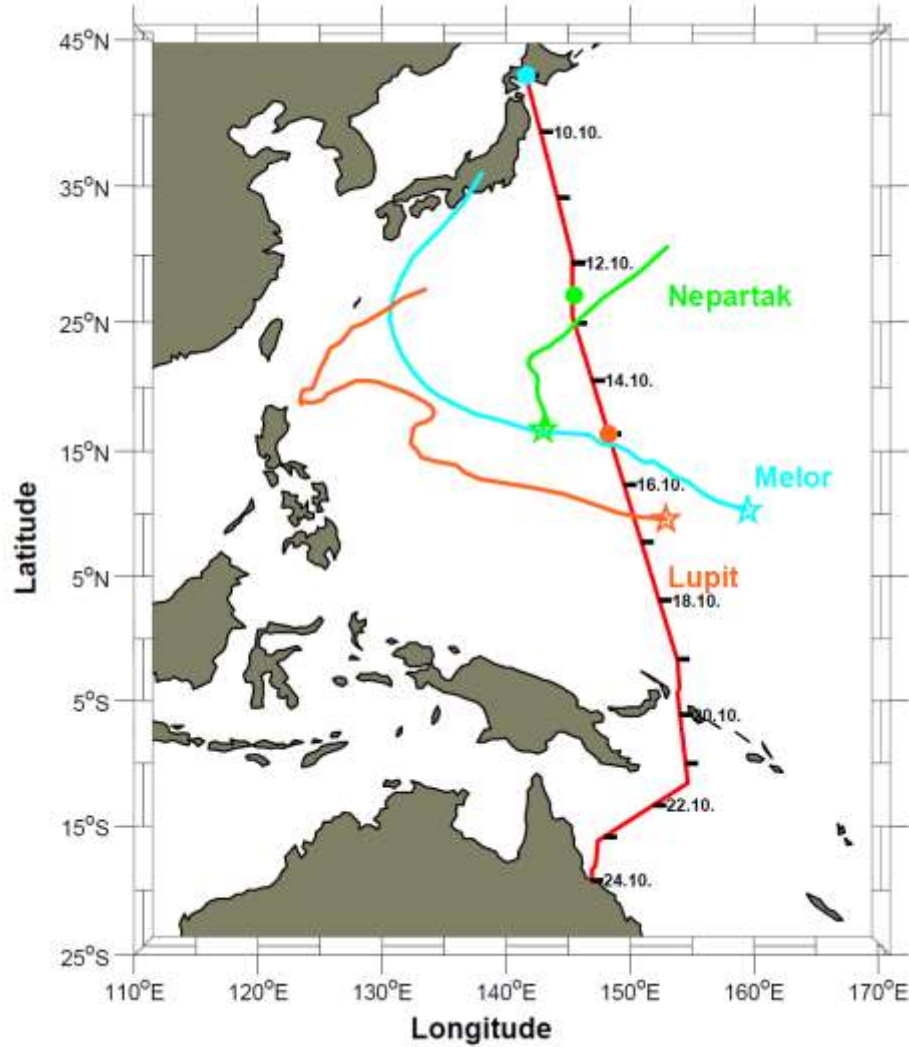 45°N
35°N
25°N
15°N
5°N
5°S
15°S
25°S
Latitude
110°E 120°E 130°E 140°E 150°E 160°E 170°E
Longitude
10.10.
12.10.
Nepartak
14.10.
16.10.
Melor
Lupit
18.10.
20.10.
22.10.
24.10.